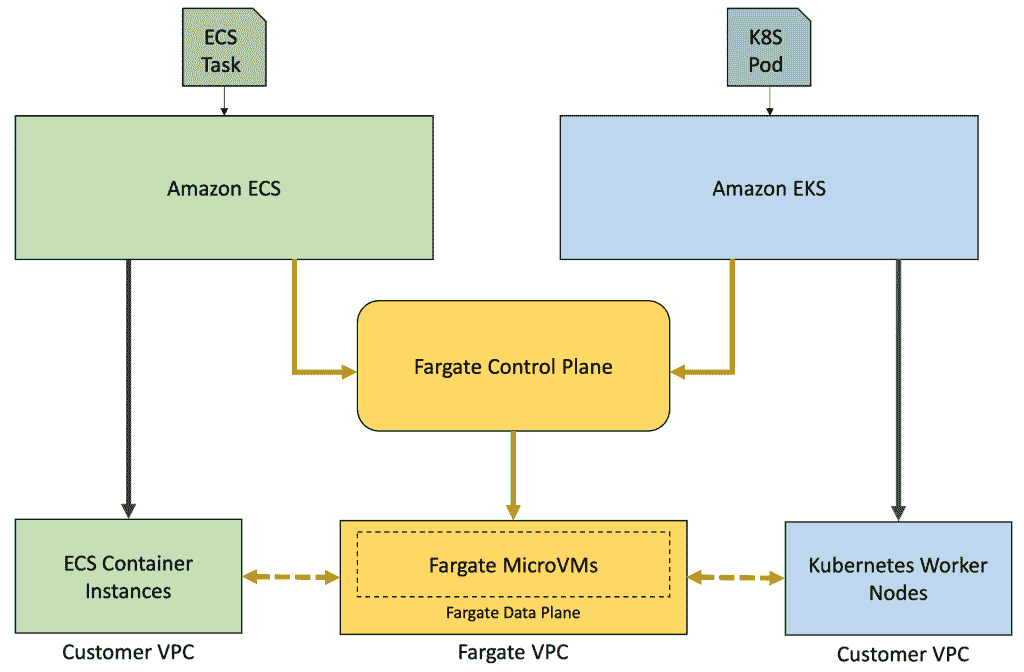 ECS
Task
K8S
Pod
Amazon ECS
Amazon EKS
Fargate Control Plane
ECS Container
Instances
Fargate MicroVMs
Fargate Data Plane
Kubernetes Worker
Nodes
Customer VPC
Fargate VPC
Customer VPC